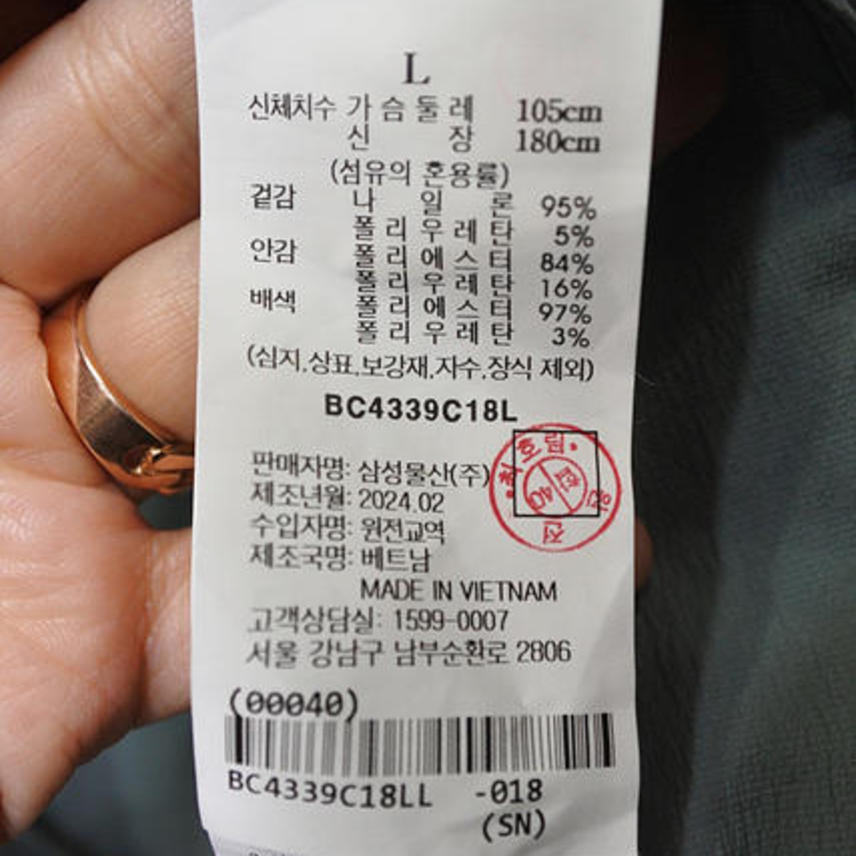 L
신체치수 가슴둘레 105cm
신장 180cm
(섬유의 혼용률)
겉감 나일론 95%
폴리우레탄 5%
안감 폴리에스터 84%
폴리우레탄 16%
배색 폴리에스터 97%
폴리우레탄 3%
(심지,상표,보강재,자수,장식 제외)
BC4339C18L
판매자명: 삼성물산(주)
제조년월: 2024.02
수입자명: 원전교역
제조국명: 베트남
MADE IN VIETNAM
고객상담실: 1599-0007
서울 강남구 남부순환로 2806
(00040)
BC4339C18LL -018
(SN)